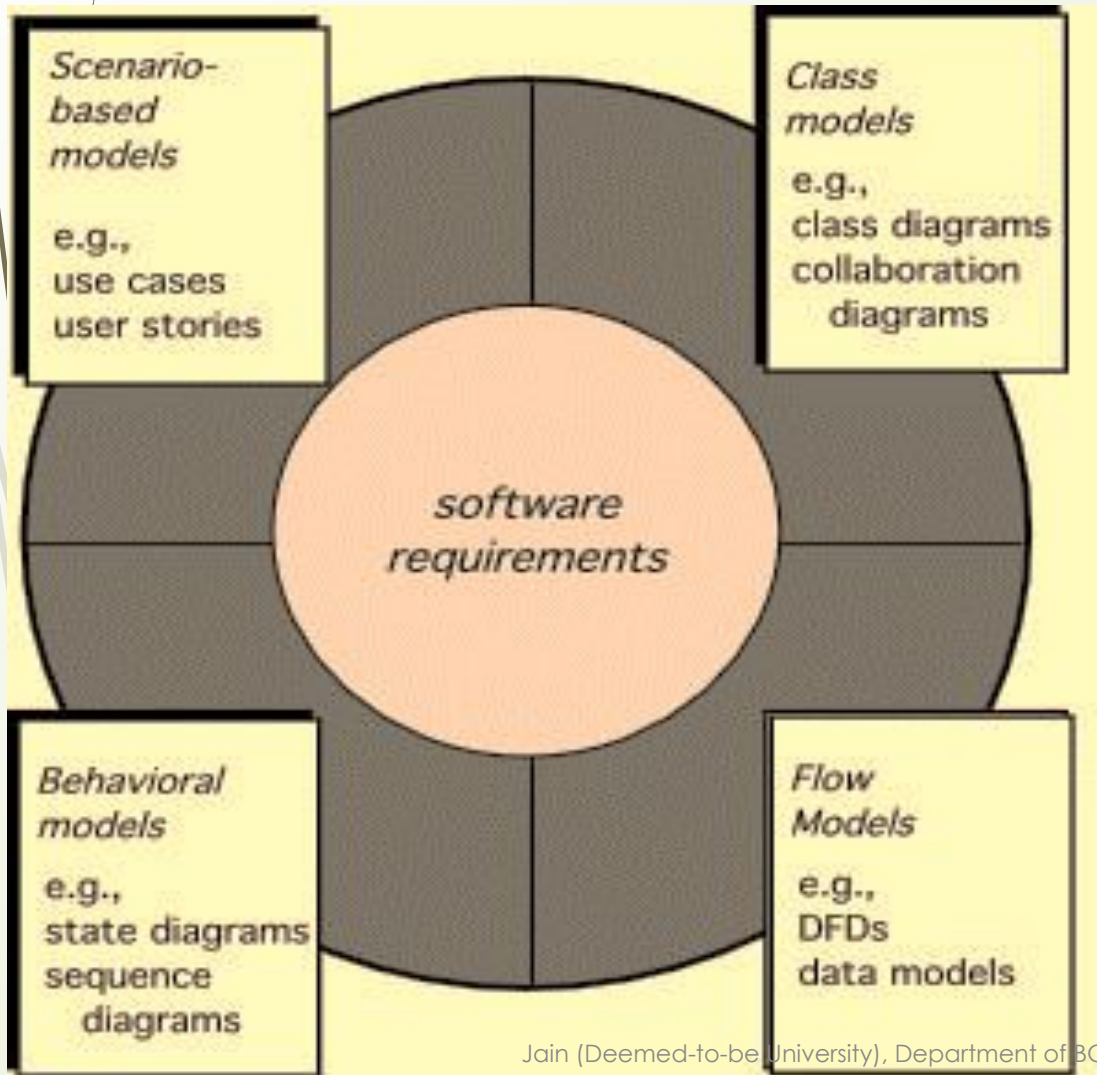 Scenario-
based
models
e.g.,
use cases
user stories
Class
models
e.g.,
class diagrams
collaboration
diagrams
software
requirements
Behavioral
models
e.g.,
state diagrams
sequence
diagrams
Flow
Models
e.g.,
DFDs
data models
Jain (Deemed-to-be University), Department of